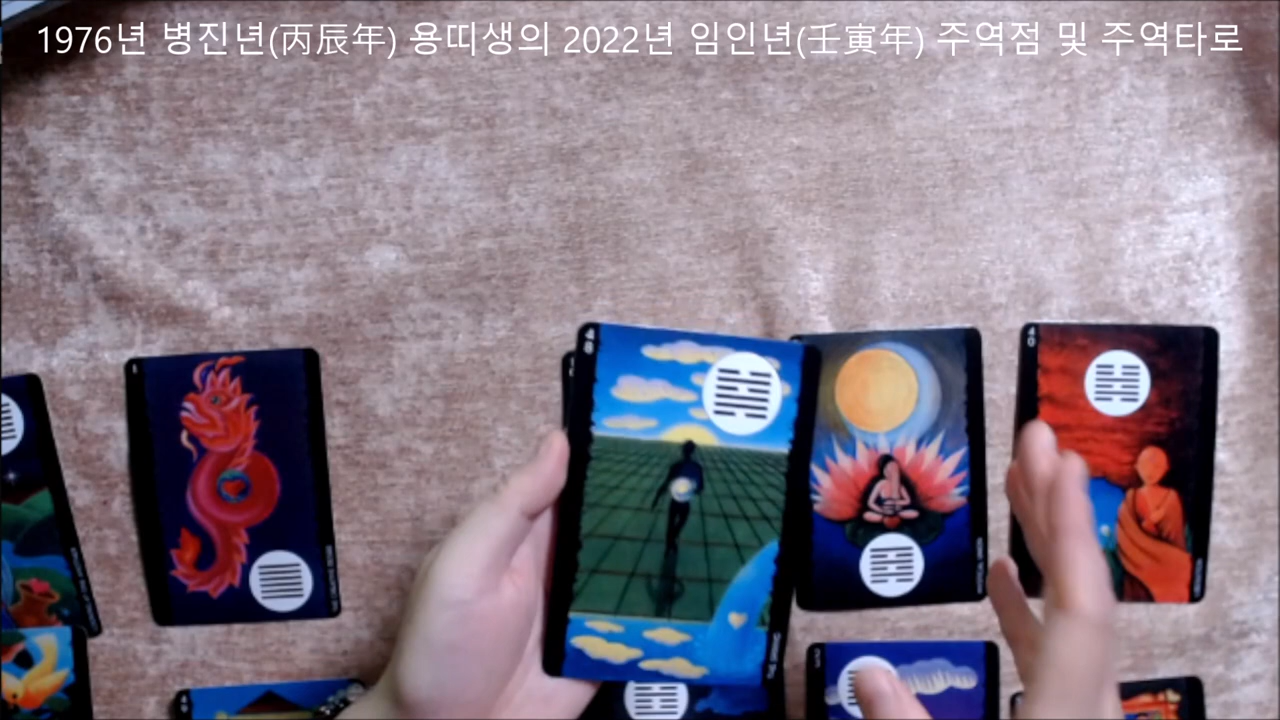 1976년 병진년(丙辰年) 용띠생의 2022년 임인년(壬寅年) 주역점 및 주역타로